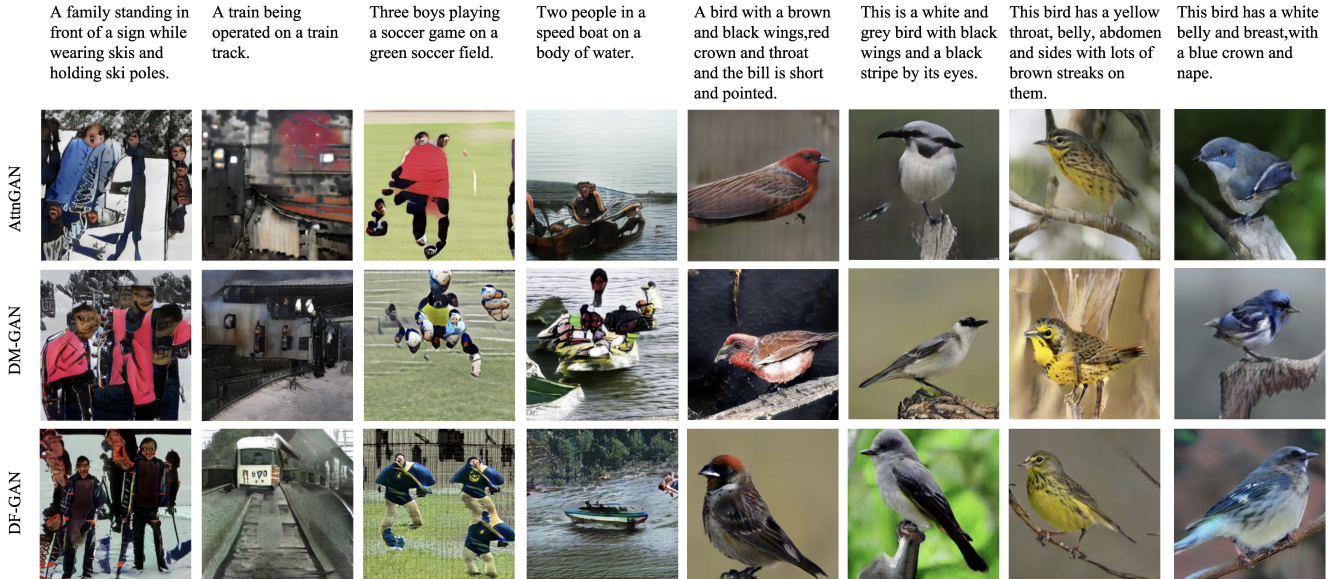 A family standing in
front of a sign while
wearing skis and
holding ski poles.
A train being
operated on a train
track.
Three boys playing
a soccer game on a
green soccer field.
Two people in a
speed boat on a
body of water.
A bird with a brown
and black wings,red
crown and throat
and the bill is short
and pointed.
This is a white and
grey bird with black
wings and a black
stripe by its eyes.
This bird has a yellow
throat, belly, abdomen
and sides with lots of
brown streaks on
them.
This bird has a white
belly and breast,with
a blue crown and
nape.
AttnGAN
DM-GAN
DF-GAN